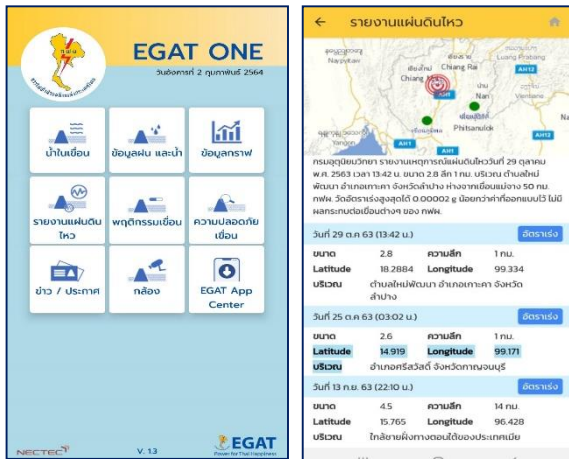 EGAT ONE
วันอังคารที่ 2 กุมภาพันธ์ 2564
น้ำในเขื่อน
ข้อมูลฝน และน้ำ
ข้อมูลกราฟ
รายงานแผ่นดิน
ไหว
พฤติกรรมเขื่อน
ความปลอดภัย
เขื่อน
ข่าว / ประกาศ
กล้อง
EGAT App
Center
NECTEC
V. 1.3
EGAT
Power for Thai Happiness
รายงานแผ่นดินไหว
Naypyitaw
เชียงราย
Luang Prabang
เชียงใหม่ Chiang Rai
AH12
Chiang Mai
น่าน
Nan
Vientiane
AH1
Phitsanulok
Yangon
AH1
AH1
AH12
กรมอุตุนิยมวิทยา รายงานเหตุการณ์แผ่นดินไหววันที่ 29 ตุลาคม
พ.ศ. 2563 เวลา 13:42 น. ขนาด 2.8 ลึก 1 กม. บริเวณ ตำบลใหม่
พัฒนา อำเภอเกาะคา จังหวัดลำปาง ห่างจากเขื่อนแม่จาง 50 กม.
กฟผ. วัดอัตราเร่งสูงสุดได้ 0.00002 g น้อยกว่าค่าที่ออกแบบไว้ ไม่มี
ผลกระทบต่อเขื่อนต่างๆ ของ กฟผ.
วันที่ 29 ต.ค 63 (13:42 น.) อัตราเร่ง
ขนาด 2.8 ความลึก 1 กม.
Latitude 18.2884 Longitude 99.334
บริเวณ ตำบลใหม่พัฒนา อำเภอเกาะคา จังหวัด
ลำปาง
วันที่ 25 ต.ค 63 (03:02 น.) อัตราเร่ง
ขนาด 2.6 ความลึก 1 กม.
Latitude 14.919 Longitude 99.171
บริเวณ อำเภอศรีสวัสดิ์ จังหวัดกาญจนบุรี
วันที่ 13 ก.ย. 63 (22:10 น.) อัตราเร่ง
ขนาด 4.5 ความลึก 14 กม.
Latitude 15.765 Longitude 96.428
บริเวณ ใกล้ชายฝั่งทางตอนใต้ของประเทศเมีย